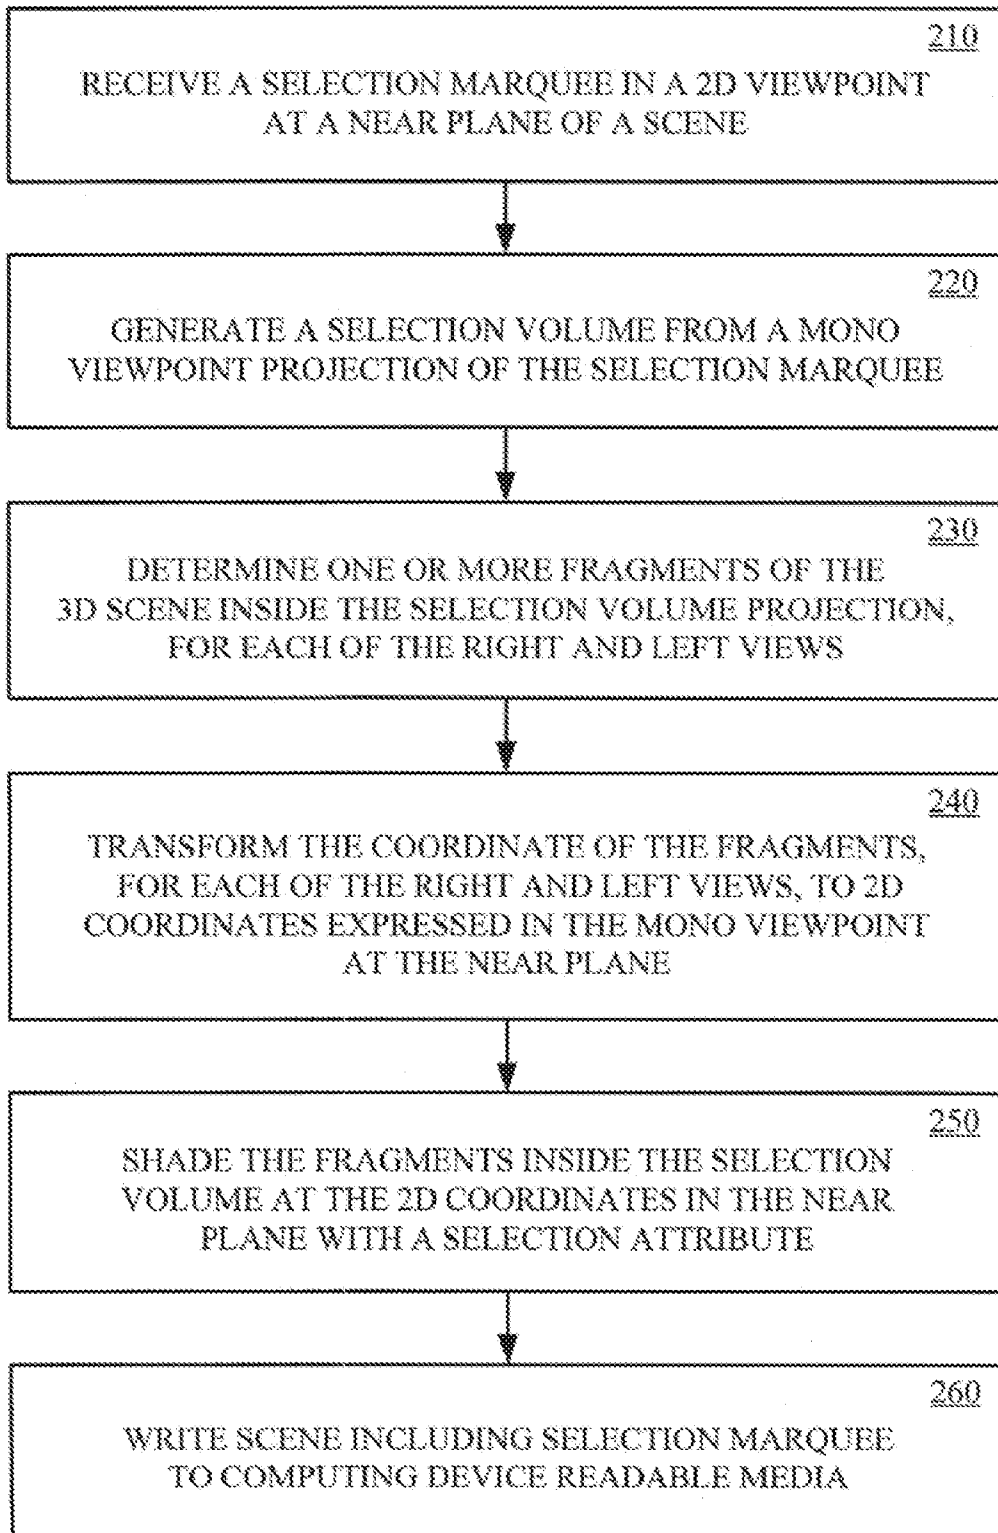 210
RECEIVE A SELECTION MARQUEE IN A 2D VIEWPOINT
AT A NEAR PLANE OF A SCENE
220
GENERATE A SELECTION VOLUME FROM A MONO
VIEWPOINT PROJECTION OF THE SELECTION MARQUEE
230
DETERMINE ONE OR MORE FRAGMENTS OF THE
3D SCENE INSIDE THE SELECTION VOLUME PROJECTION,
FOR EACH OF THE RIGHT AND LEFT VIEWS
240
TRANSFORM THE COORDINATE OF THE FRAGMENTS,
FOR EACH OF THE RIGHT AND LEFT VIEWS, TO 2D
COORDINATES EXPRESSED IN THE MONO VIEWPOINT
AT THE NEAR PLANE
250
SHADE THE FRAGMENTS INSIDE THE SELECTION
VOLUME AT THE 2D COORDINATES IN THE NEAR
PLANE WITH A SELECTION ATTRIBUTE
260
WRITE SCENE INCLUDING SELECTION MARQUEE
TO COMPUTING DEVICE READABLE MEDIA